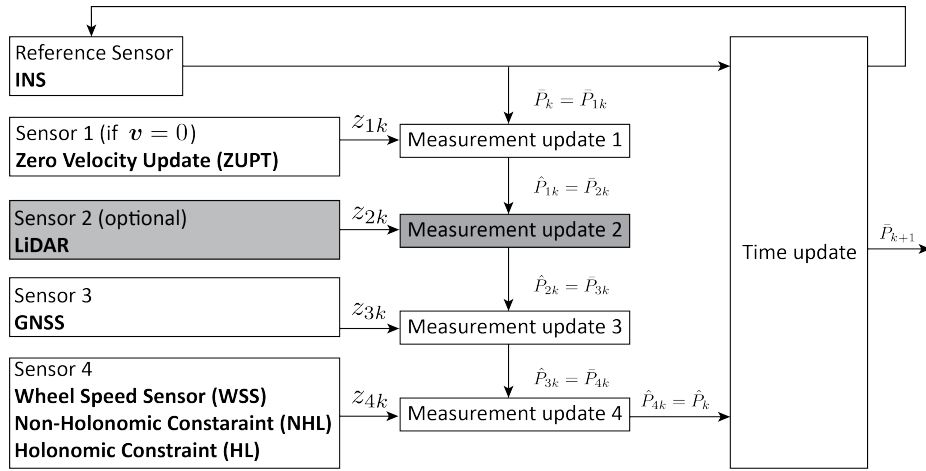 Reference Sensor
INS
P̄ₖ = P̄₁ₖ
Sensor 1 (if 𝒗 = 0)
Zero Velocity Update (ZUPT)
z₁ₖ
Measurement update 1
P̂₁ₖ = P̄₂ₖ
Sensor 2 (optional)
LiDAR
z₂ₖ
Measurement update 2
Time update
P̄ₖ₊₁
P̂₂ₖ = P̄₃ₖ
Sensor 3
GNSS
z₃ₖ
Measurement update 3
P̂₃ₖ = P̄₄ₖ
Sensor 4
Wheel Speed Sensor (WSS)
Non-Holonomic Constaraint (NHL)
Holonomic Constraint (HL)
z₄ₖ
Measurement update 4
P̂₄ₖ = P̂ₖ